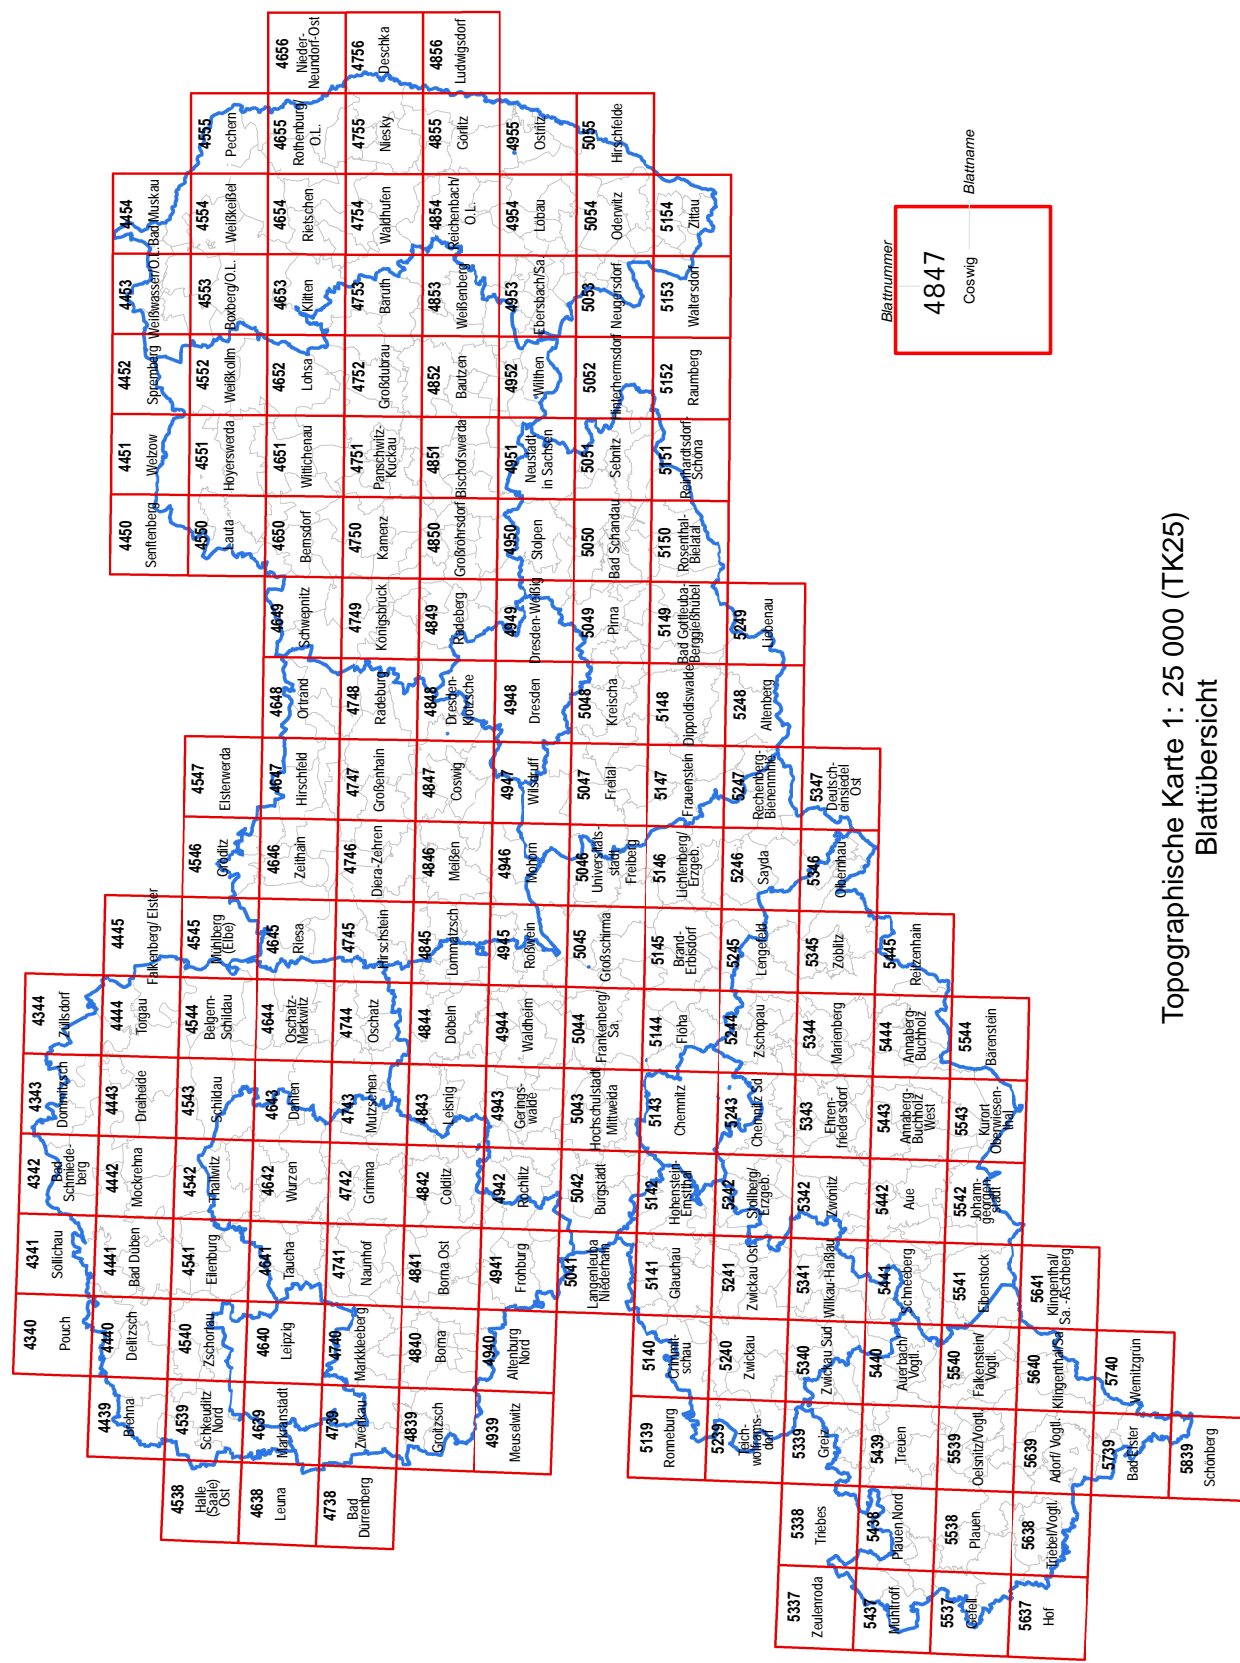 4340
Pouch
4341
Söllichau
4342
Bad
Schmiede-
berg
4343
Dommitzsch
4344
Züllsdorf
4439
Brehna
4440
Delitzsch
4441
Bad Düben
4442
Mockrehna
4443
Dreiheide
4444
Torgau
4445
Falkenberg/ Elster
4450
Senftenberg
4451
Welzow
4452
Spremberg
4453
Weißwasser/O.L.
4454
Bad Muskau
4538
Halle
(Saale)
Ost
4539
Schkeuditz
Nord
4540
Zschortau
4541
Eilenburg
4542
Thallwitz
4543
Schildau
4544
Belgern-
Schildau
4545
Mühlberg
(Elbe)
4546
Gröditz
4547
Elsterwerda
4550
Lauta
4551
Hoyerswerda
4552
Weißkollm
4553
Boxberg/O.L.
4554
Weißkeißel
4555
Pechern
4638
Leuna
4639
Markranstädt
4640
Leipzig
4641
Taucha
4642
Wurzen
4643
Dahlen
4644
Oschatz-
Merkwitz
4645
Riesa
4646
Zeithain
4647
Hirschfeld
4648
Ortrand
4649
Schwepnitz
4650
Bernsdorf
4651
Wittichenau
4652
Lohsa
4653
Klitten
4654
Rietschen
4655
Rothenburg/
O.L.
4656
Nieder-
Neundorf-Ost
4738
Bad
Dürrenberg
4739
Zwenkau
4740
Markkleeberg
4741
Naunhof
4742
Grimma
4743
Mutzschen
4744
Oschatz
4745
Hirschstein
4746
Diera-Zehren
4747
Großenhain
4748
Radeburg
4749
Königsbrück
4750
Kamenz
4751
Panschwitz-
Kuckau
4752
Großdubrau
4753
Baruth
4754
Waldhufen
4755
Niesky
4756
Deschka
4839
Groitzsch
4840
Borna
4841
Borna Ost
4842
Colditz
4843
Leisnig
4844
Döbeln
4845
Lommatzsch
4846
Meißen
4847
Coswig
4848
Dresden-
Klotzsche
4849
Radeberg
4850
Großröhrsdorf
4851
Bischofswerda
4852
Bautzen
4853
Weißenberg
4854
Reichenbach/
O.L.
4855
Görlitz
4856
Ludwigsdorf
4939
Meuselwitz
4940
Altenburg
Nord
4941
Frohburg
4942
Rochlitz
4943
Gerings-
walde
4944
Waldheim
4945
Roßwein
4946
Mohorn
4947
Wilsdruff
4948
Dresden
4949
Dresden-Weißig
4950
Stolpen
4951
Neustadt
in Sachsen
4952
Wilthen
4953
Ebersbach/Sa.
4954
Löbau
4955
Ostritz
5041
Langenleuba
Niederhain
5042
Burgstädt
5043
Hochschulstadt
Mittweida
5044
Frankenberg/
Sa.
5045
Großschirma
5046
Universitäts-
stadt
Freiberg
5047
Freital
5048
Kreischa
5049
Pirna
5050
Bad Schandau
5051
Sebnitz
5052
Hinterhermsdorf
5053
Neugersdorf
5054
Oderwitz
5055
Hirschfelde
5139
Ronneburg
5140
Crimmit-
schau
5141
Glauchau
5142
Hohenstein-
Ernstthal
5143
Chemnitz
5144
Flöha
5145
Brand-
Erbisdorf
5146
Lichtenberg/
Erzgeb.
5147
Frauenstein
5148
Dippoldiswalde
5149
Bad Gottleuba-
Berggießhübel
5150
Rosenthal-
Bielatal
5151
Reinhardtsdorf-
Schöna
5152
Raumberg
5153
Waltersdorf
5154
Zittau
5239
Teich-
wolframs-
dorf
5240
Zwickau
5241
Zwickau Ost
5242
Stollberg/
Erzgeb.
5243
Chemnitz Süd
5244
Zschopau
5245
Lengefeld
5246
Sayda
5247
Rechenberg-
Bienenmühle
5248
Altenberg
5249
Liebenau
5337
Zeulenroda
5338
Triebes
5339
Greiz
5340
Zwickau Süd
5341
Wilkau-Haßlau
5342
Zwönitz
5343
Ehren-
friedersdorf
5344
Marienberg
5345
Zöblitz
5346
Olbernhau
5347
Deutsch-
einsiedel
Ost
5437
Mühltroff
5438
Plauen Nord
5439
Treuen
5440
Auerbach/
Vogtl.
5441
Schneeberg
5442
Aue
5443
Annaberg-
Buchholz
West
5444
Annaberg-
Buchholz
5445
Reitzenhain
5537
Gefell
5538
Plauen
5539
Oelsnitz/Vogtl.
5540
Falkenstein/
Vogtl.
5541
Eibenstock
5542
Johann-
georgen-
stadt
5543
Kurort
Oberwiesen-
thal
5544
Bärenstein
5637
Hof
5638
Triebel/Vogtl.
5639
Adorf/ Vogtl.
5640
Klingenthal/Sa.
5641
Klingenthal/
Sa. - Aschberg
5739
Bad Elster
5740
Wernitzgrün
5839
Schönberg
Blattnummer
4847
Coswig
Blattname
Topographische Karte 1: 25 000 (TK25)
Blattübersicht